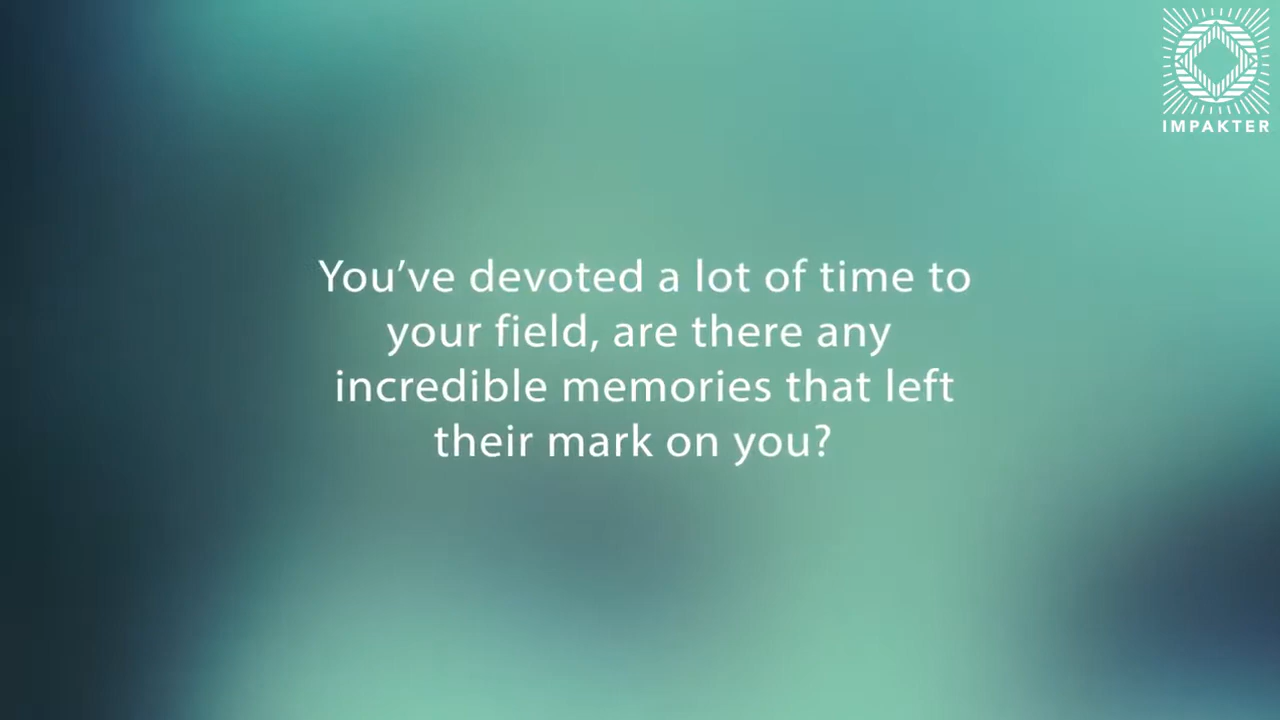 IMPAKTER
You've devoted a lot of time to
your field, are there any
incredible memories that left
their mark on you?